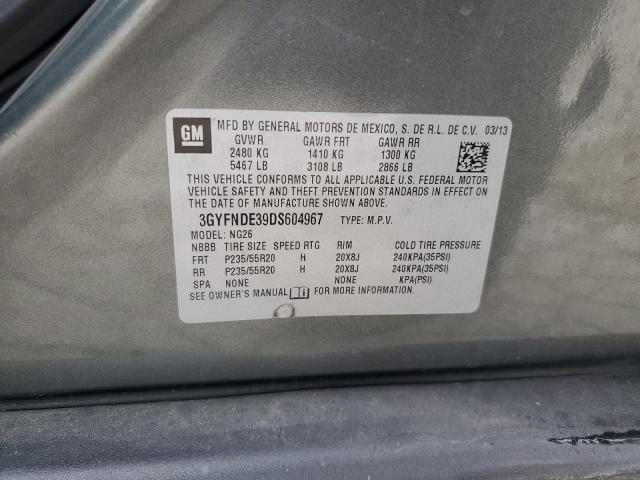 GM
MFD BY GENERAL MOTORS DE MEXICO, S. DE R.L. DE C.V. 03/13
GVWR GAWR FRT GAWR RR
2480 KG 1410 KG 1300 KG
5467 LB 3108 LB 2866 LB
THIS VEHICLE CONFORMS TO ALL APPLICABLE U.S. FEDERAL MOTOR
VEHICLE SAFETY AND THEFT PREVENTION STANDARDS IN EFFECT ON
THE DATE OF MANUFACTURE SHOWN ABOVE.
3GYFNDE39DS604967 TYPE: M.P.V.
MODEL: NG26
NBBB TIRE SIZE SPEED RTG RIM COLD TIRE PRESSURE
FRT P235/55R20 H 20X8J 240KPA(35PSI)
RR P235/55R20 H 20X8J 240KPA(35PSI)
SPA NONE NONE KPA(PSI)
SEE OWNER'S MANUAL FOR MORE INFORMATION.